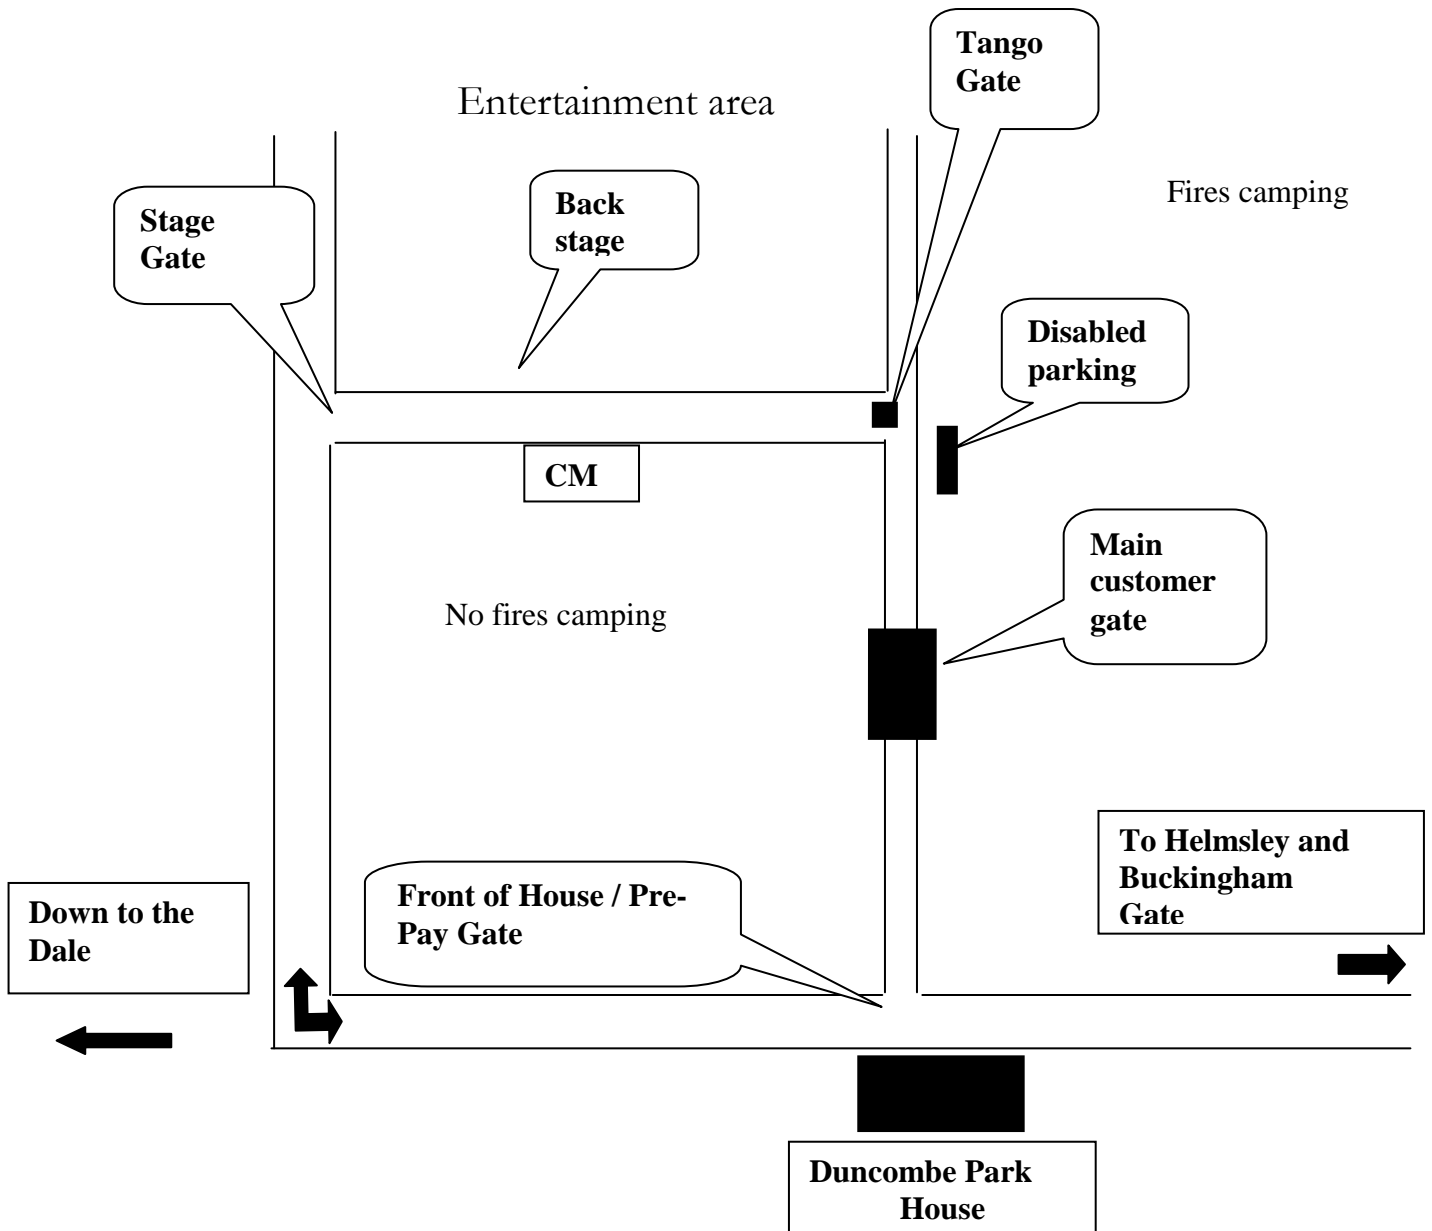 Tango
Gate
Entertainment area
Fires camping
Stage
Gate
Back
stage
Disabled
parking
CM
Main
customer
gate
No fires camping
To Helmsley and
Buckingham
Gate
Front of House / Pre-
Pay Gate
Down to the
Dale
Duncombe Park
House